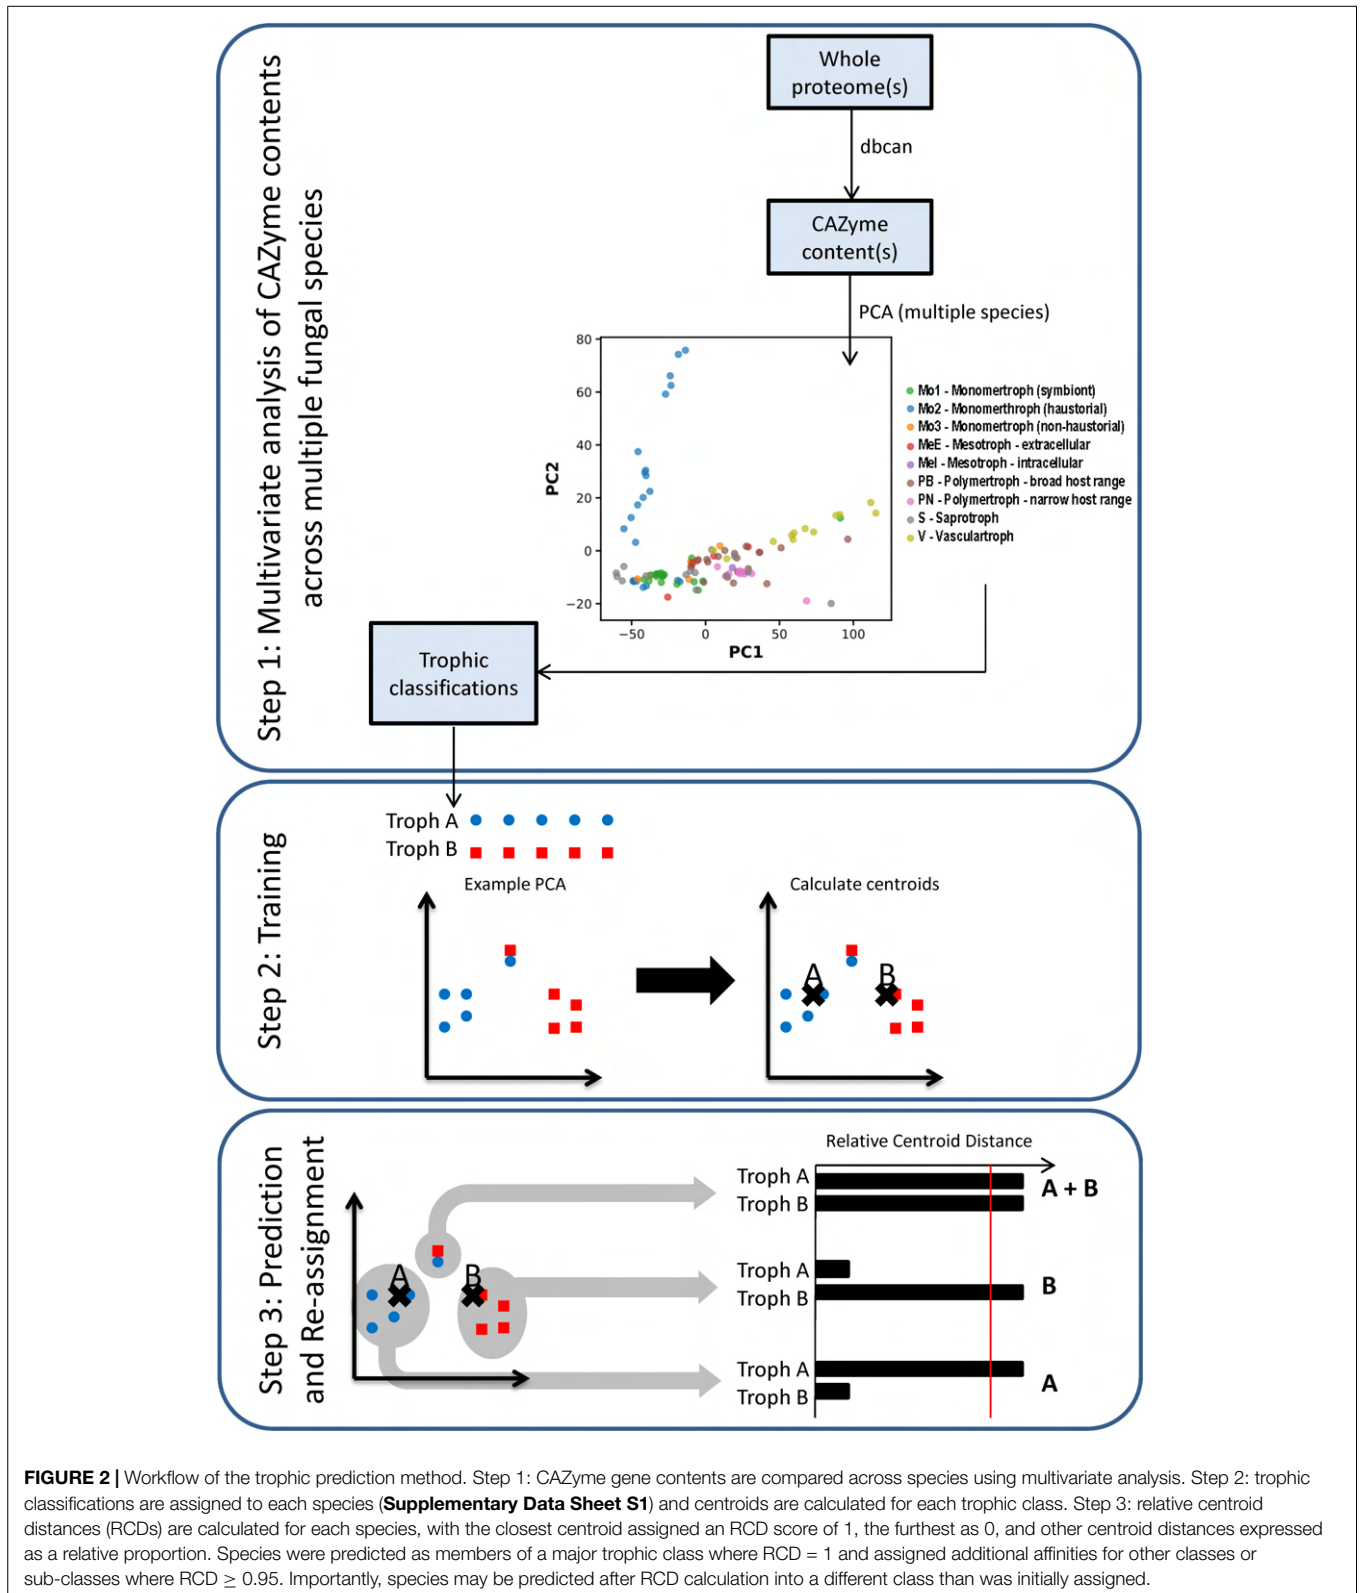 Step 1: Multivariate analysis of CAZyme contents
across multiple fungal species
Whole
proteome(s)
dbcan
CAZyme
content(s)
PCA (multiple species)
80
60
40
20
0
−20
PC2
−50
0
50
100
PC1
Mo1 - Monomertroph (symbiont)
Mo2 - Monomerthroph (haustorial)
Mo3 - Monomertroph (non-haustorial)
MeE - Mesotroph - extracellular
MeI - Mesotroph - intracellular
PB - Polymertroph - broad host range
PN - Polymertroph - narrow host range
S - Saprotroph
V - Vasculartroph
Trophic
classifications
Step 2: Training
Troph A
Troph B
Example PCA
Calculate centroids
A
B
Step 3: Prediction
and Re-assignment
A
B
Relative Centroid Distance
Troph A
Troph B
A + B
Troph A
Troph B
B
Troph A
Troph B
A
FIGURE 2 | Workflow of the trophic prediction method. Step 1: CAZyme gene contents are compared across species using multivariate analysis. Step 2: trophic
classifications are assigned to each species (Supplementary Data Sheet S1) and centroids are calculated for each trophic class. Step 3: relative centroid
distances (RCDs) are calculated for each species, with the closest centroid assigned an RCD score of 1, the furthest as 0, and other centroid distances expressed
as a relative proportion. Species were predicted as members of a major trophic class where RCD = 1 and assigned additional affinities for other classes or
sub-classes where RCD ≥ 0.95. Importantly, species may be predicted after RCD calculation into a different class than was initially assigned.